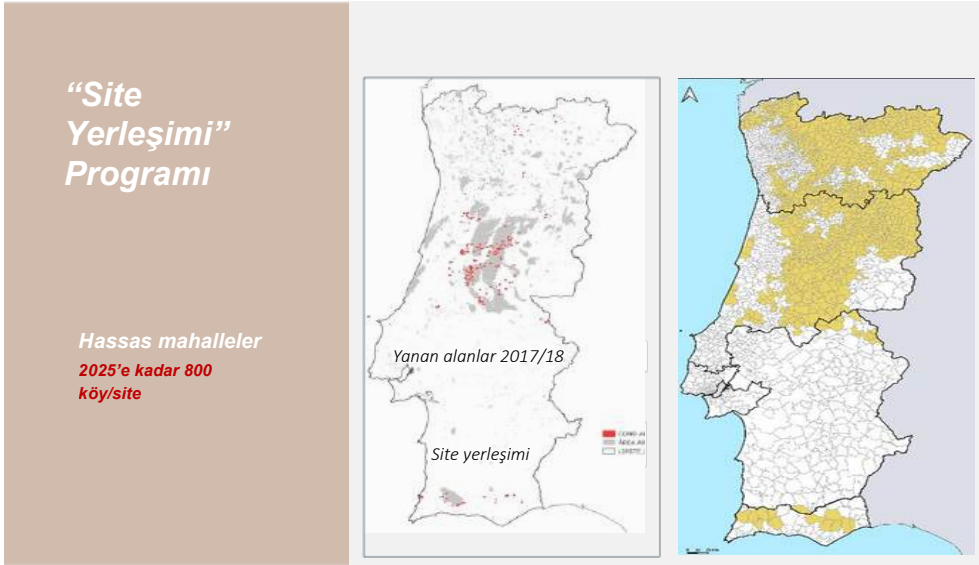 “Site
Yerleşimi”
Programı
Hassas mahalleler
2025’e kadar 800
köy/site
Yanan alanlar 2017/18
Site yerleşimi